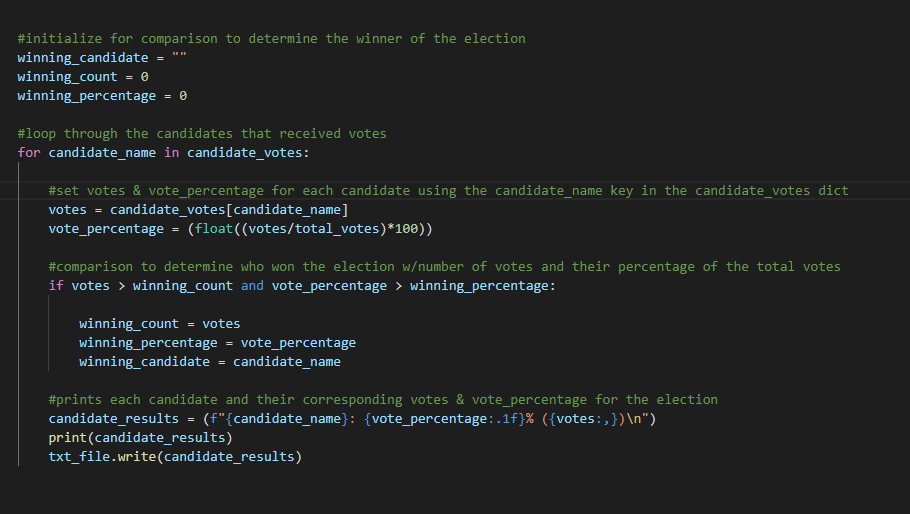 #initialize for comparison to determine the winner of the election
winning_candidate = ""
winning_count = 0
winning_percentage = 0
#loop through the candidates that received votes
for candidate_name in candidate_votes:
#set votes & vote_percentage for each candidate using the candidate_name key in the candidate_votes dict
votes = candidate_votes[candidate_name]
vote_percentage = (float((votes/total_votes)*100))
#comparison to determine who won the election w/number of votes and their percentage of the total votes
if votes > winning_count and vote_percentage > winning_percentage:
winning_count = votes
winning_percentage = vote_percentage
winning_candidate = candidate_name
#prints each candidate and their corresponding votes & vote_percentage for the election
candidate_results = (f"{candidate_name}: {vote_percentage:.1f}% ({votes:,})\n")
print(candidate_results)
txt_file.write(candidate_results)